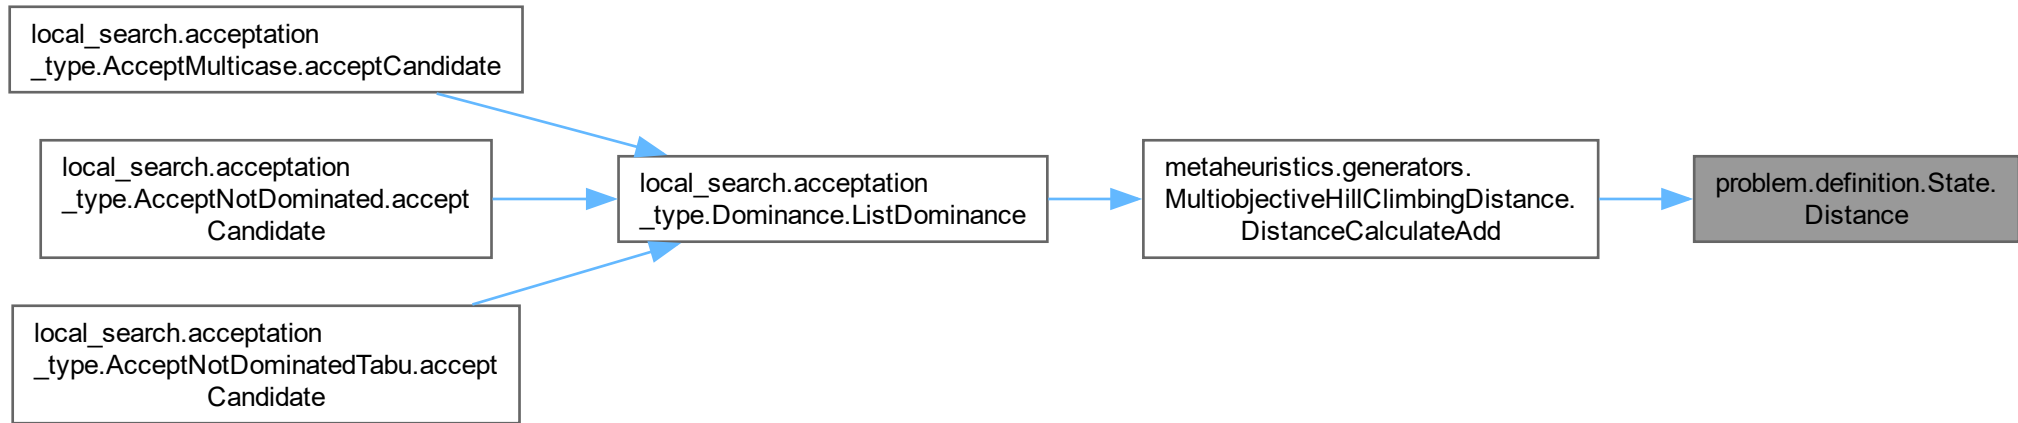 local_search.acceptation
_type.AcceptMulticase.acceptCandidate
local_search.acceptation
_type.AcceptNotDominated.accept
Candidate
local_search.acceptation
_type.AcceptNotDominatedTabu.accept
Candidate
local_search.acceptation
_type.Dominance.ListDominance
metaheuristics.generators.
MultiobjectiveHillClimbingDistance.
DistanceCalculateAdd
problem.definition.State.
Distance